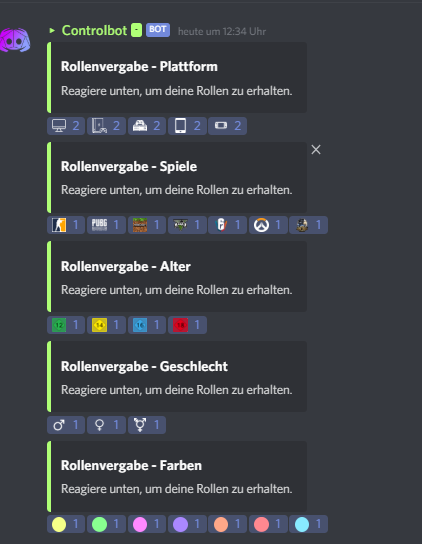 Controlbot - BOT heute um 12:34 Uhr
Rollenvergabe - Plattform
Reagiere unten, um deine Rollen zu erhalten.
2 2 2 2 2
Rollenvergabe - Spiele
Reagiere unten, um deine Rollen zu erhalten.
1 PUBG 1 1 1 1 1 1
Rollenvergabe - Alter
Reagiere unten, um deine Rollen zu erhalten.
12 1 1 16 1 18 1
Rollenvergabe - Geschlecht
Reagiere unten, um deine Rollen zu erhalten.
♂ 1 ♀ 1 ⚧ 1
Rollenvergabe - Farben
Reagiere unten, um deine Rollen zu erhalten.
1 1 1 1 1 1 1